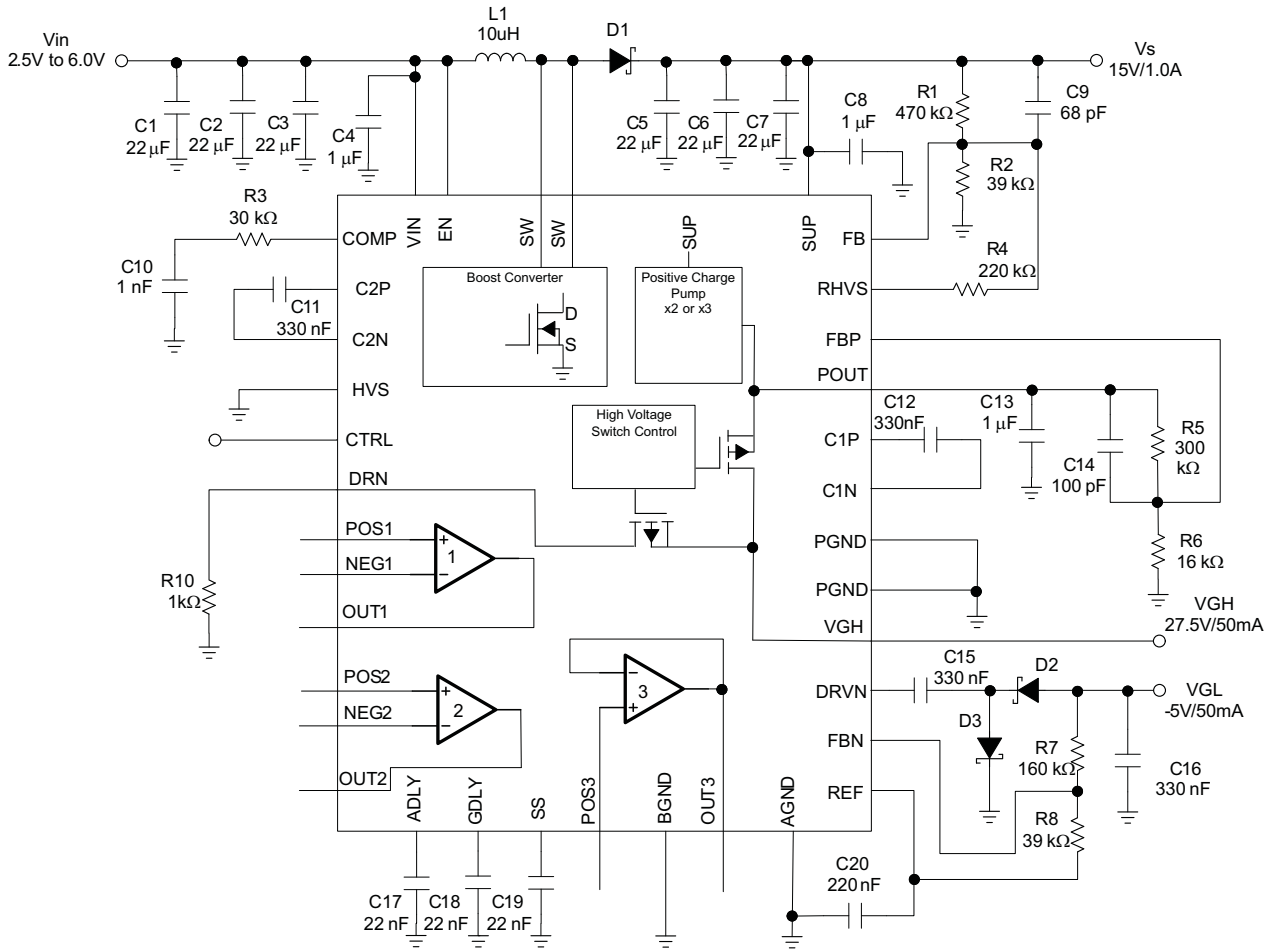 L1
10uH
D1
Vin
2.5V to 6.0V
Vs
15V/1.0A
C1
22 µF
C2
22 µF
C3
22 µF
C4
1 µF
C5
22 µF
C6
22 µF
C7
22 µF
C8
1 µF
R1
470 kΩ
C9
68 pF
R2
39 kΩ
R3
30 kΩ
C10
1 nF
COMP
VIN
EN
SW
SW
SUP
SUP
FB
R4
220 kΩ
C11
330 nF
C2P
C2N
Boost Converter
D
S
Positive Charge
Pump
x2 or x3
RHVS
FBP
POUT
HVS
CTRL
DRN
High Voltage
Switch Control
C1P
C1N
C12
330nF
C13
1 µF
C14
100 pF
R5
300
kΩ
R6
16 kΩ
POS1
NEG1
OUT1
+
−
1
R10
1kΩ
PGND
PGND
VGH
VGH
27.5V/50mA
POS2
NEG2
OUT2
+
−
2
−
+
3
DRVN
FBN
REF
C15
330 nF
D2
D3
VGL
-5V/50mA
R7
160 kΩ
C16
330 nF
R8
39 kΩ
ADLY
GDLY
SS
POS3
BGND
OUT3
AGND
C17
22 nF
C18
22 nF
C19
22 nF
C20
220 nF